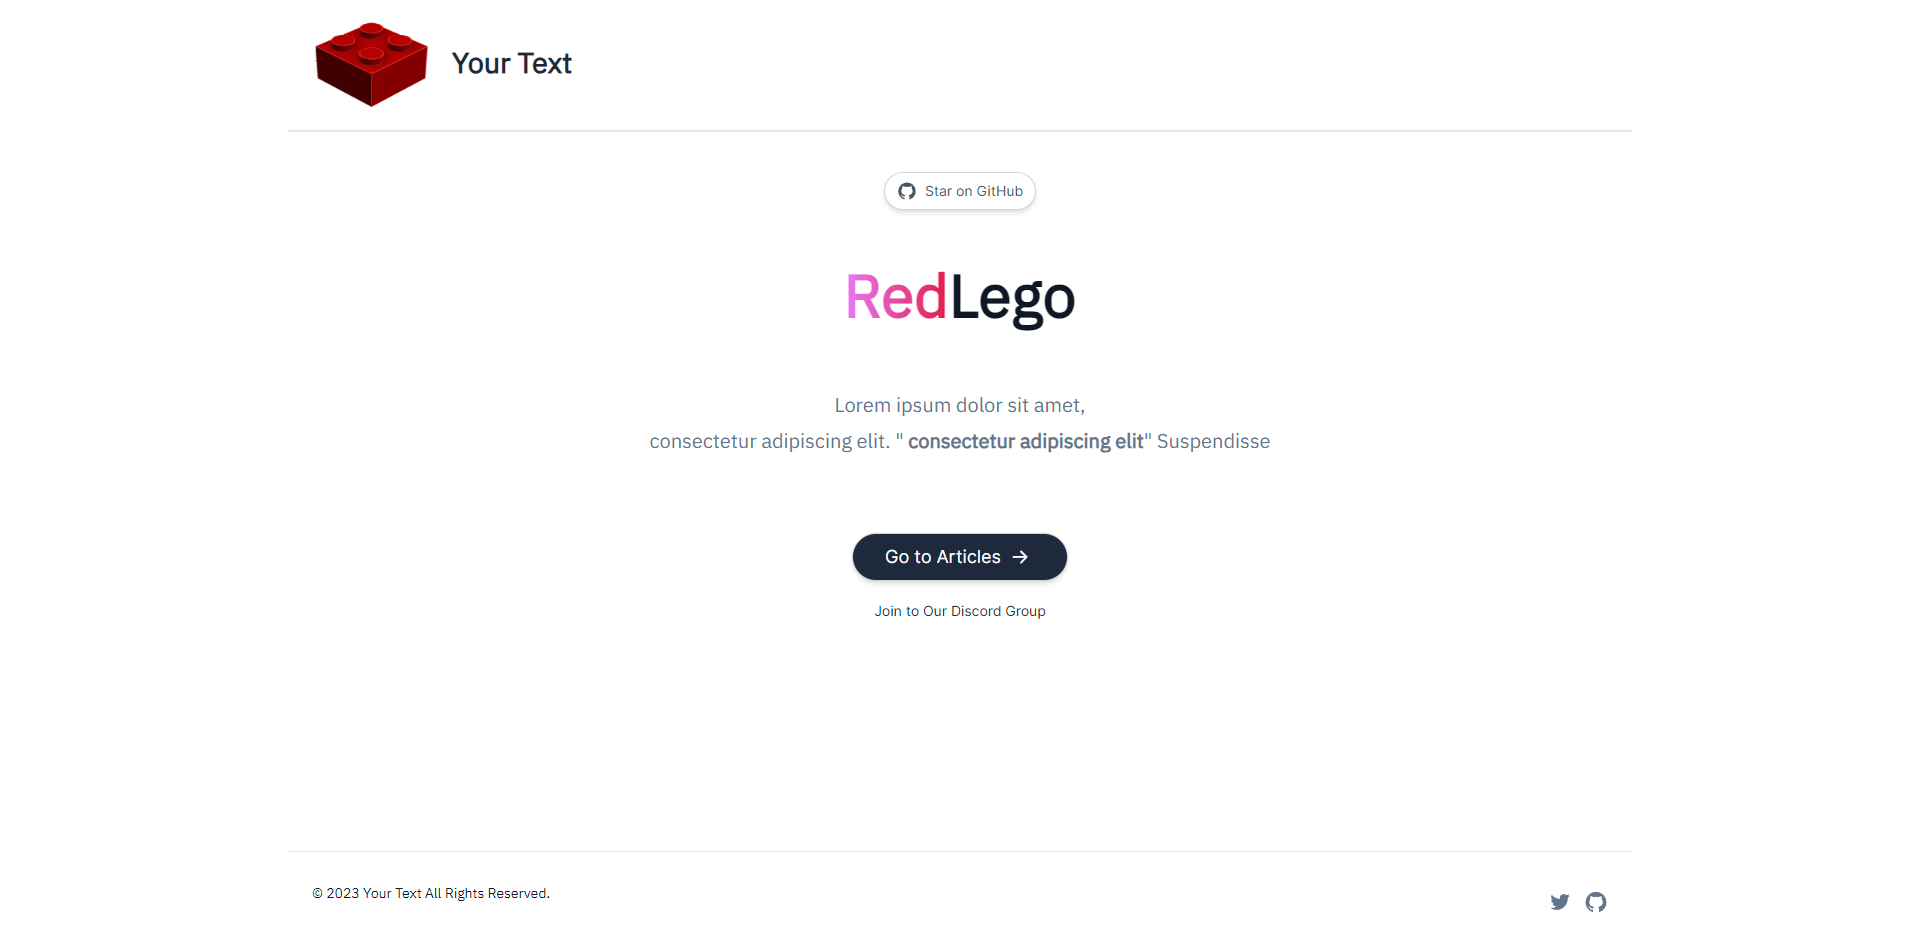 Your Text
Star on GitHub
RedLego
Lorem ipsum dolor sit amet,
consectetur adipiscing elit. " consectetur adipiscing elit" Suspendisse
Go to Articles →
Join to Our Discord Group
© 2023 Your Text All Rights Reserved.